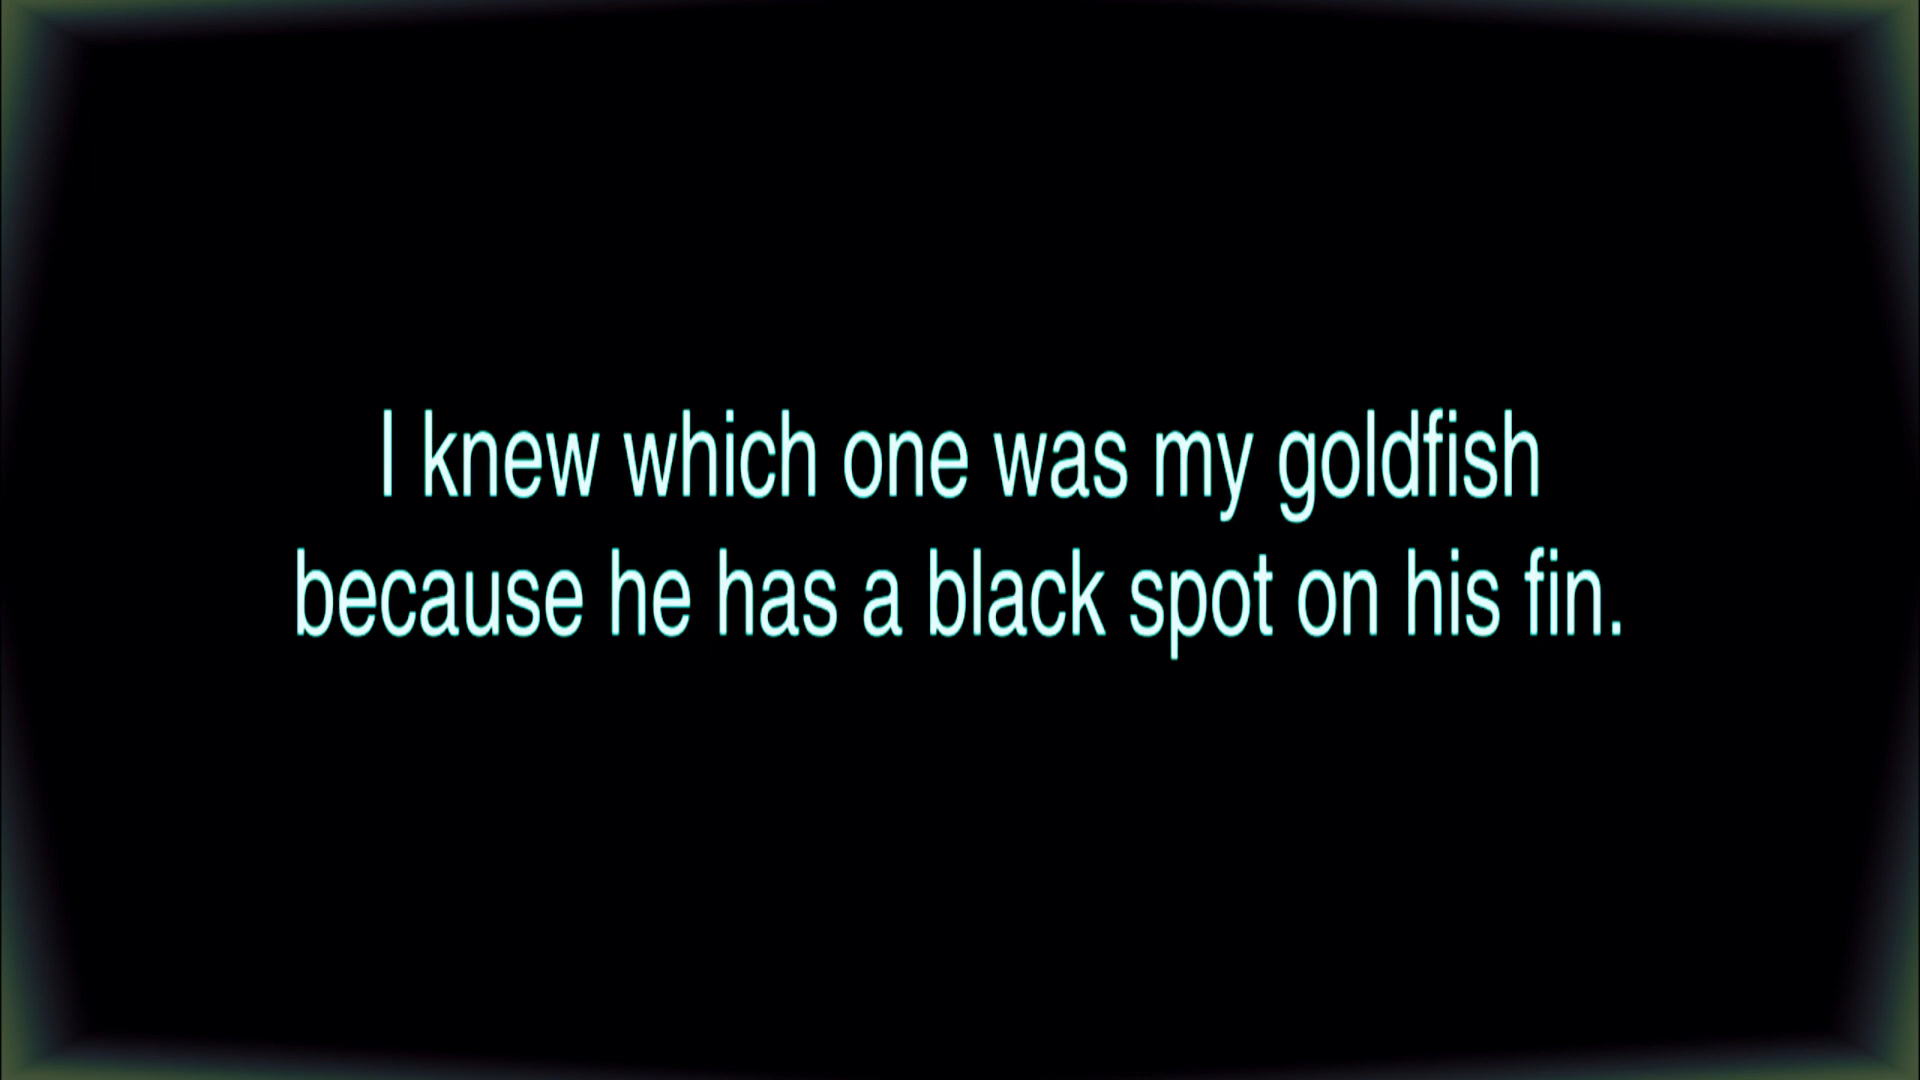 I knew which one was my goldfish
because he has a black spot on his fin.